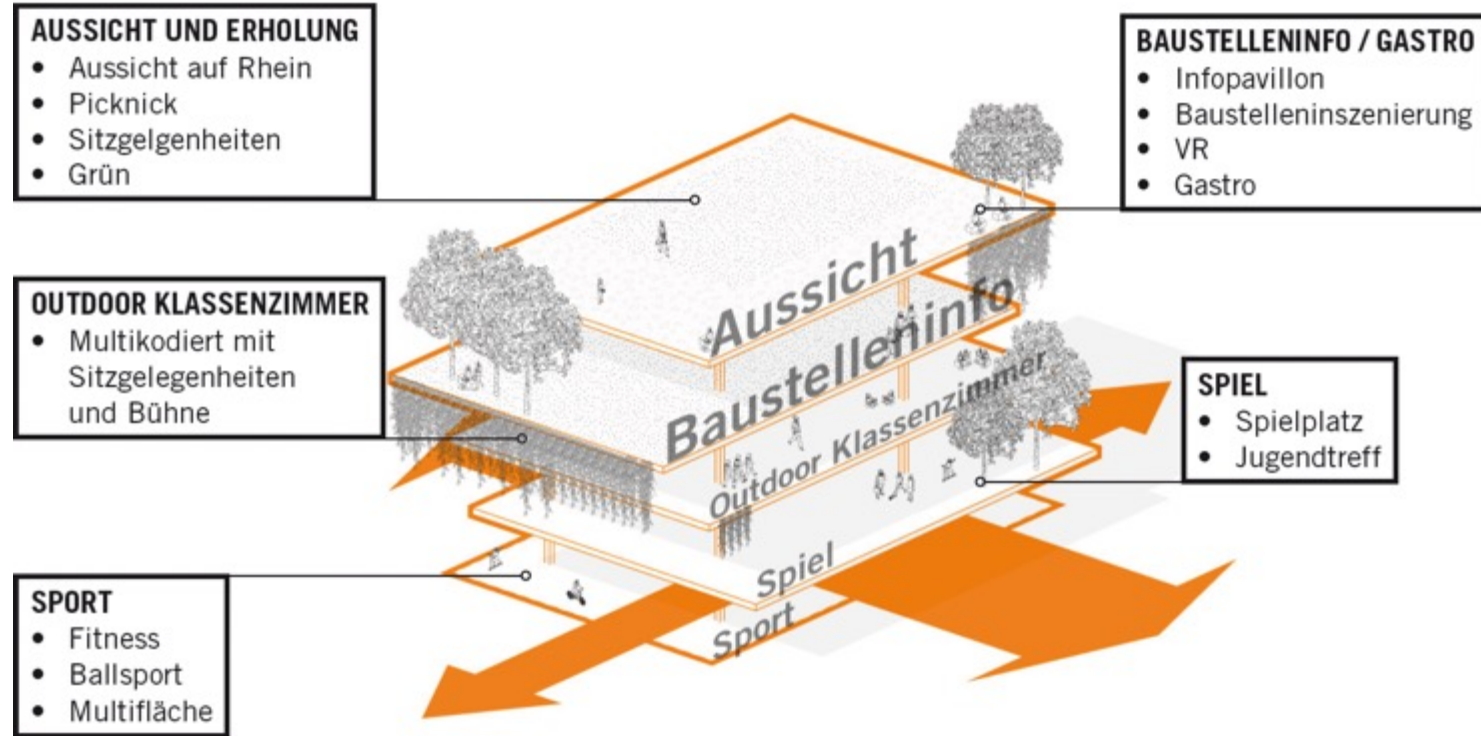 AUSSICHT UND ERHOLUNG
• Aussicht auf Rhein
• Picknick
• Sitzgelgenheiten
• Grün
BAUSTELLENINFO / GASTRO
• Infopavillon
• Baustelleninszenierung
• VR
• Gastro
OUTDOOR KLASSENZIMMER
• Multikodiert mit
Sitzgelegenheiten
und Bühne
SPIEL
• Spielplatz
• Jugendtreff
SPORT
• Fitness
• Ballsport
• Multifläche
Aussicht
Baustelleninfo
Outdoor Klassenzimmer
Spiel
Sport